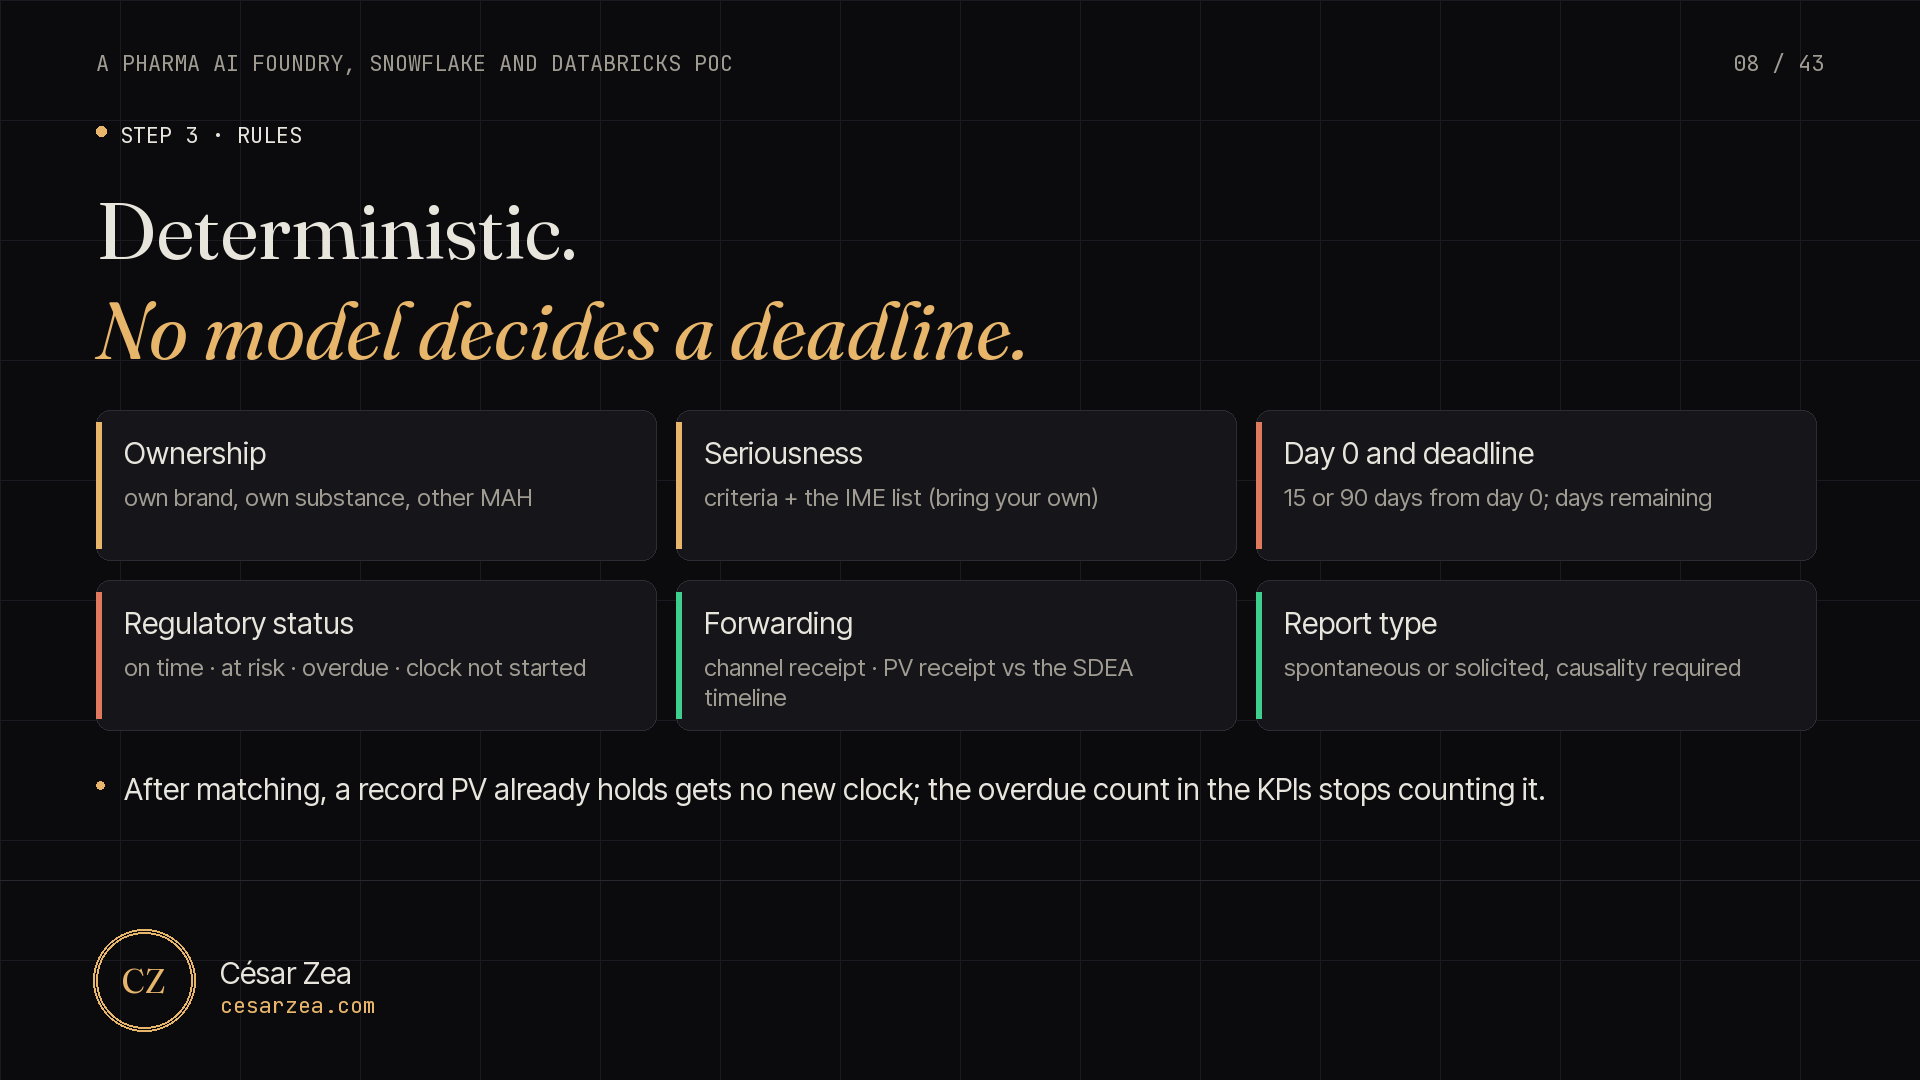 A PHARMA AI FOUNDRY, SNOWFLAKE AND DATABRICKS POC
08 / 43
STEP 3 · RULES
Deterministic.
No model decides a deadline.
Ownership
own brand, own substance, other MAH
Seriousness
criteria + the IME list (bring your own)
Day 0 and deadline
15 or 90 days from day 0; days remaining
Regulatory status
on time · at risk · overdue · clock not started
Forwarding
channel receipt · PV receipt vs the SDEA
timeline
Report type
spontaneous or solicited, causality required
After matching, a record PV already holds gets no new clock; the overdue count in the KPIs stops counting it.
CZ
César Zea
cesarzea.com